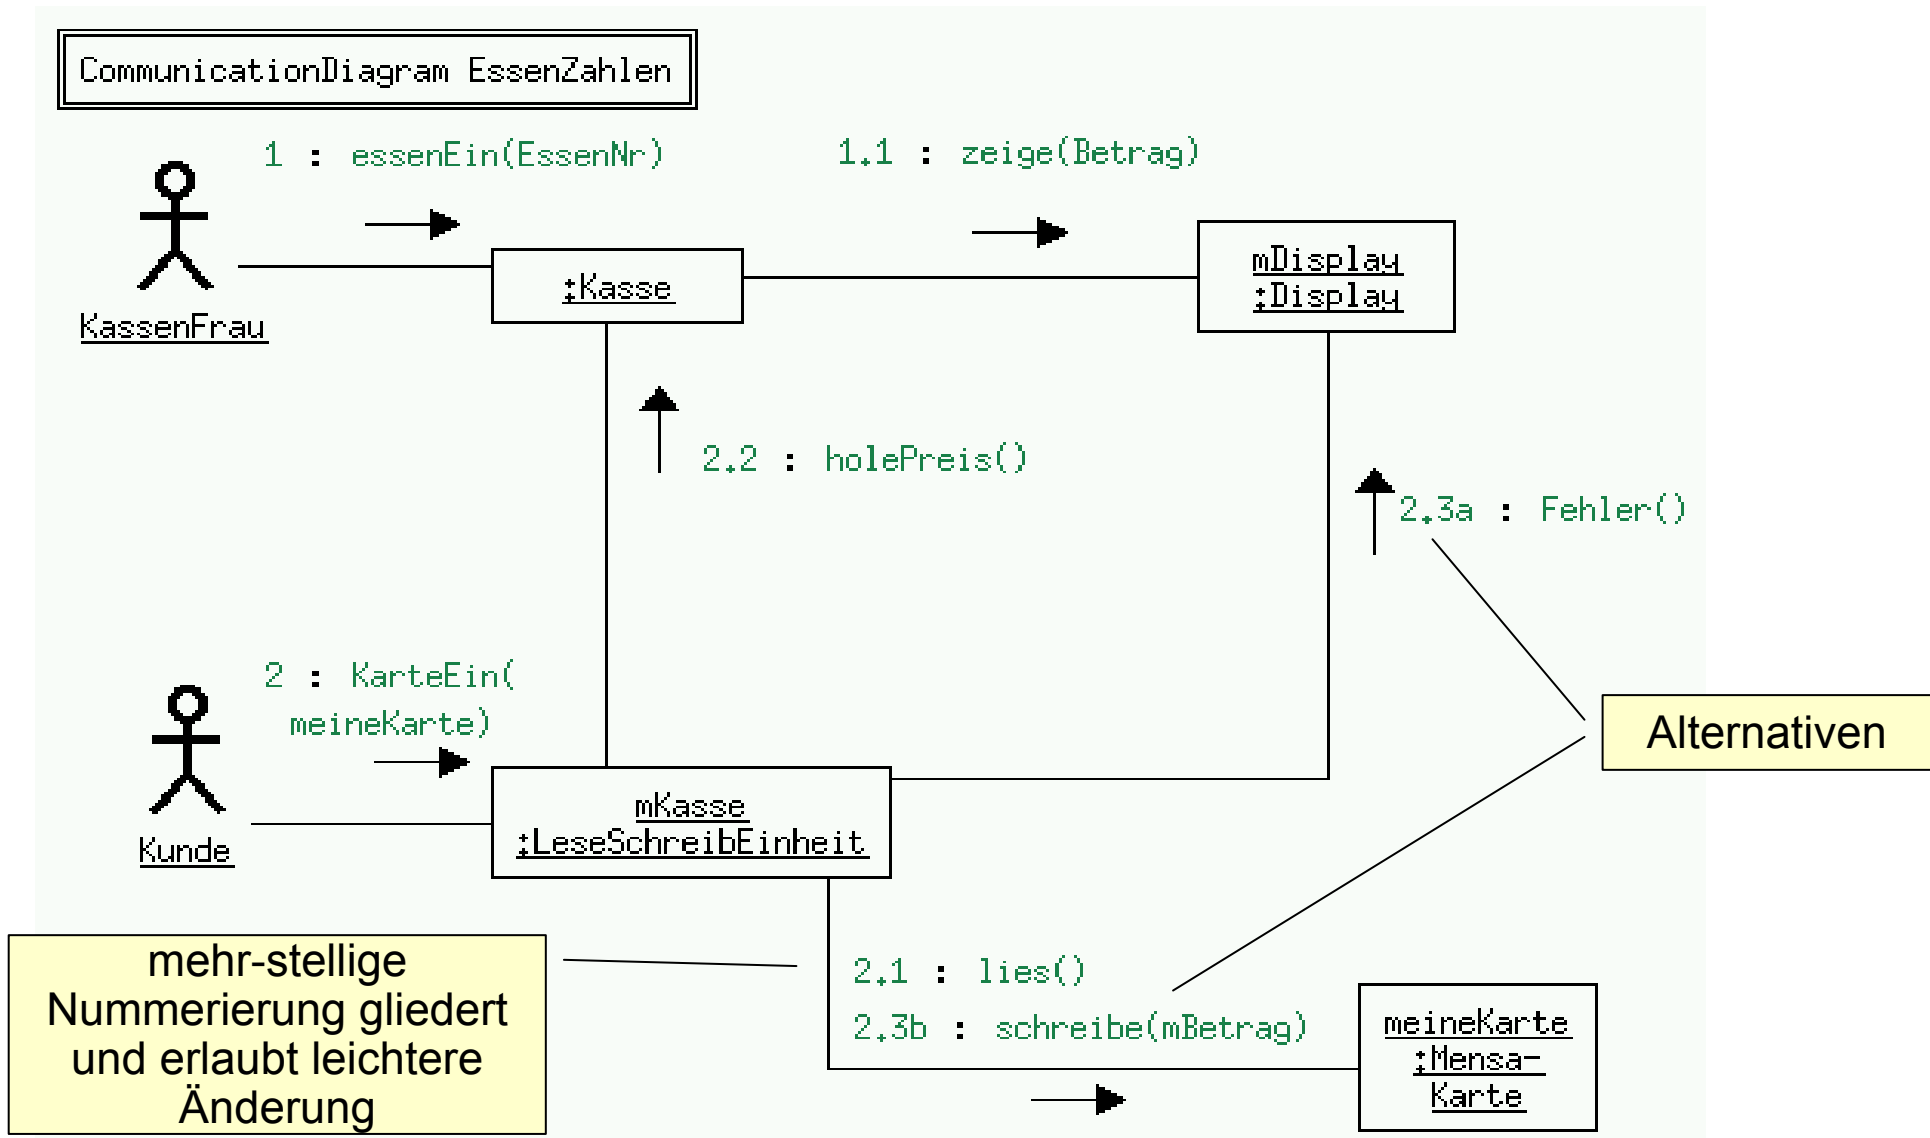 CommunicationDiagram EssenZahlen
1 : essenEin(EssenNr)
1.1 : zeige(Betrag)
KassenFrau
:Kasse
mDisplay
:Display
2.2 : holePreis()
2.3a : Fehler()
2 : KarteEin(
meineKarte)
Kunde
mKasse
:LeseSchreibEinheit
Alternativen
mehr-stellige
Nummerierung gliedert
und erlaubt leichtere
Änderung
2.1 : lies()
2.3b : schreibe(mBetrag)
meineKarte
:Mensa-
Karte